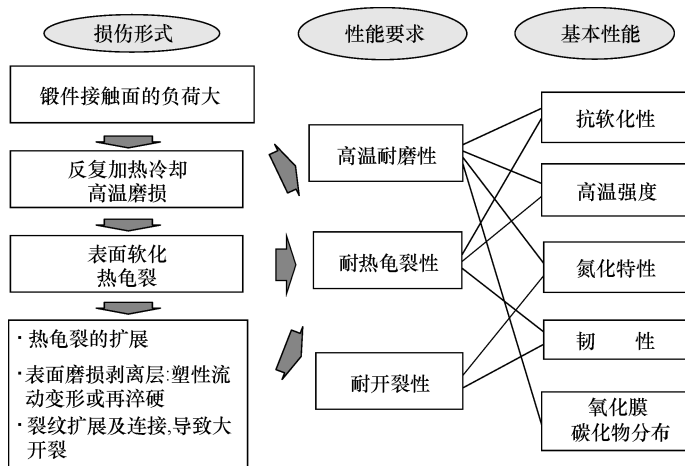 损伤形式
性能要求
基本性能
锻件接触面的负荷大
反复加热冷却
高温磨损
表面软化
热龟裂
·热龟裂的扩展
·表面磨损剥离层:塑性流
动变形或再淬硬
·裂纹扩展及连接,导致大
开裂
高温耐磨性
耐热龟裂性
耐开裂性
抗软化性
高温强度
氮化特性
韧 性
氧化膜
碳化物分布